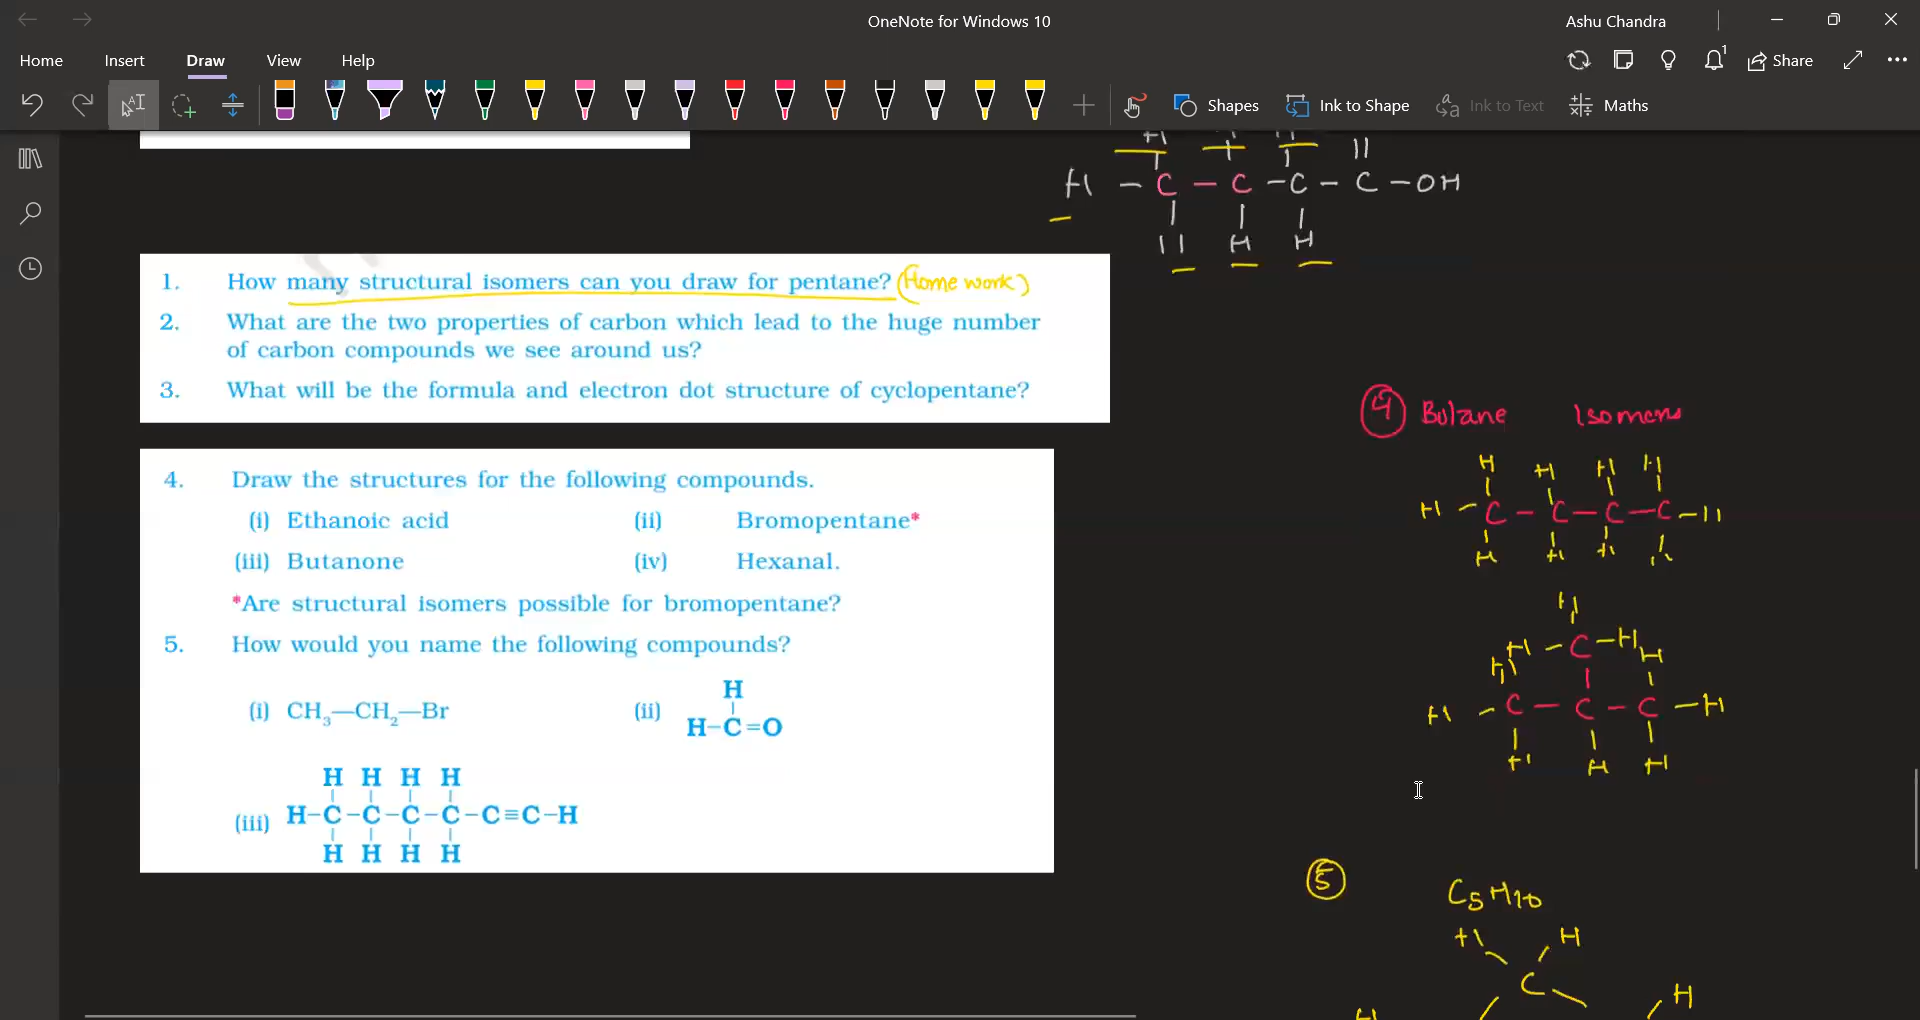 OneNote for Windows 10
Ashu Chandra
Home Insert Draw View Help
1 Share
Shapes Ink to Shape Ink to Text Maths
H – C – C – C – C – OH
H H
1. How many structural isomers can you draw for pentane? (Home work)
2. What are the two properties of carbon which lead to the huge number
of carbon compounds we see around us?
3. What will be the formula and electron dot structure of cyclopentane?
4. Draw the structures for the following compounds.
(i) Ethanoic acid (ii) Bromopentane*
(iii) Butanone (iv) Hexanal.
*Are structural isomers possible for bromopentane?
5. How would you name the following compounds?
(i) CH₃—CH₂—Br (ii) H
H–C=O
H H H H
(iii) H–C–C–C–C–C≡C–H
H H H H
④ Butane Isomers
H H H H
H – C – C – C – C – H
H H H H
H
H – C – H
H H
H – C – C – C – H
H H H
⑤ C₅H₁₀
H H
C
H
H